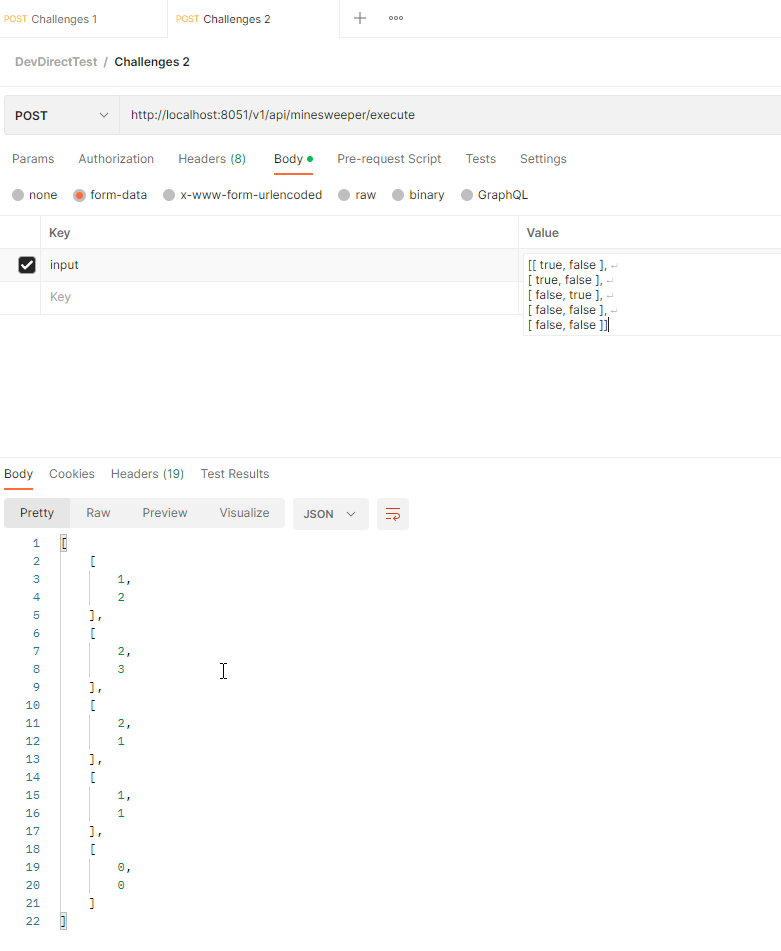 POST Challenges 1 POST Challenges 2 + ooo
DevDirectTest / Challenges 2
POST http://localhost:8051/v1/api/minesweeper/execute
Params Authorization Headers (8) Body Pre-request Script Tests Settings
none form-data x-www-form-urlencoded raw binary GraphQL
Key Value
input [[ true, false ], ↵
[ true, false ], ↵
[ false, true ], ↵
[ false, false ], ↵
[ false, false ]]
Key
Body Cookies Headers (19) Test Results
Pretty Raw Preview Visualize JSON
1 [
2 [
3 1,
4 2
5 ],
6 [
7 2,
8 3
9 ],
10 [
11 2,
12 1
13 ],
14 [
15 1,
16 1
17 ],
18 [
19 0,
20 0
21 ]
22 ]